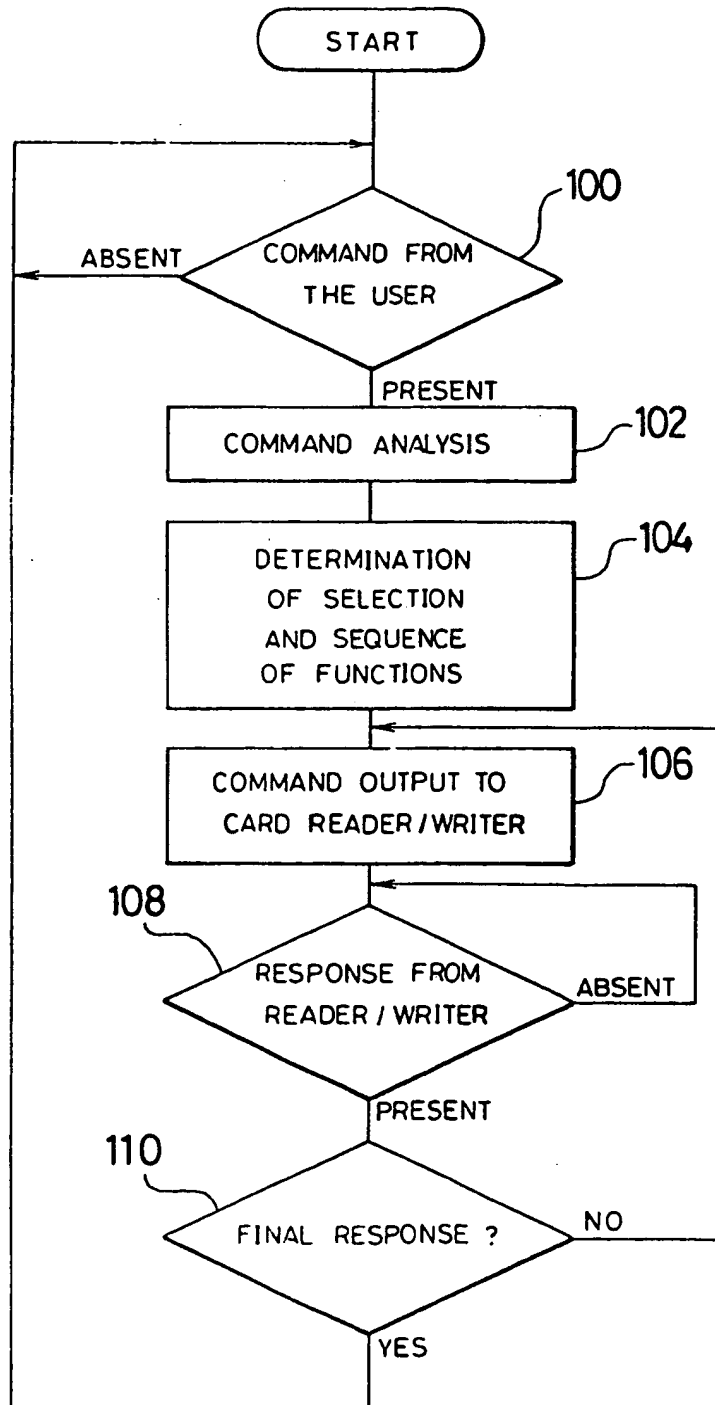 START
100
COMMAND FROM
THE USER
ABSENT
PRESENT
COMMAND ANALYSIS
102
DETERMINATION
OF SELECTION
AND SEQUENCE
OF FUNCTIONS
104
COMMAND OUTPUT TO
CARD READER/WRITER
106
108
RESPONSE FROM
READER / WRITER
ABSENT
PRESENT
110
FINAL RESPONSE ?
NO
YES